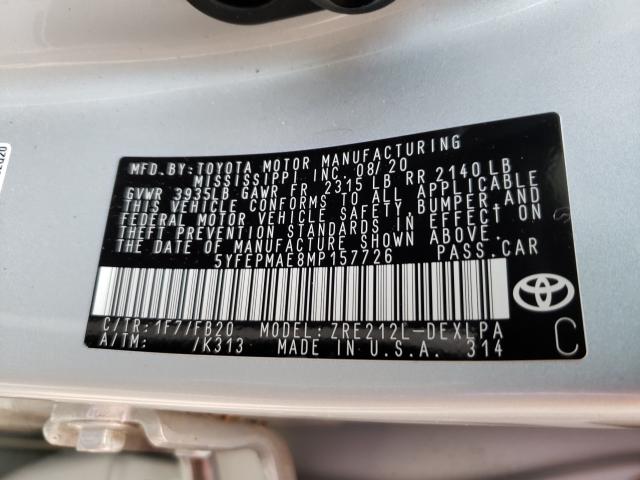 MFD.BY:TOYOTA MOTOR MANUFACTURING
MISSISSIPPI INC. 08/20
GVWR 3935LB GAWR FR 2315 LB RR 2140 LB
THIS VEHICLE CONFORMS TO ALL APPLICABLE
FEDERAL MOTOR VEHICLE SAFETY, BUMPER, AND
THEFT PREVENTION STANDARDS IN EFFECT ON
THE DATE OF MANUFACTURE SHOWN ABOVE.
5YFEPMAE8MP157726 PASS.CAR
C/TR:1F7/FB20 MODEL: ZRE212L-DEXLPA
A/TM: /K313 MADE IN U.S.A. 314
C